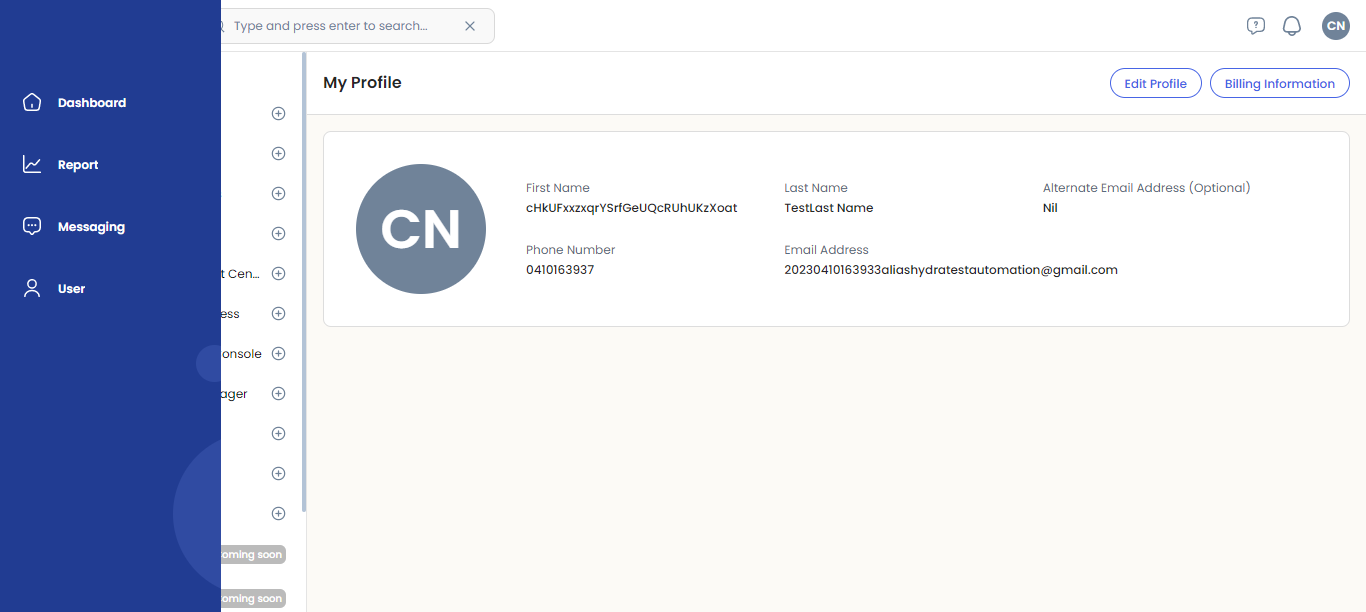 Type and press enter to search...
CN
Dashboard
Report
Messaging
User
t Cen...
ess
onsole
ager
oming soon
oming soon
My Profile
Edit Profile
Billing Information
CN
First Name
cHkUFxxzxqrYSrfGeUQcRUhUKzXoat
Last Name
TestLast Name
Alternate Email Address (Optional)
Nil
Phone Number
0410163937
Email Address
20230410163933aliashydratestautomation@gmail.com